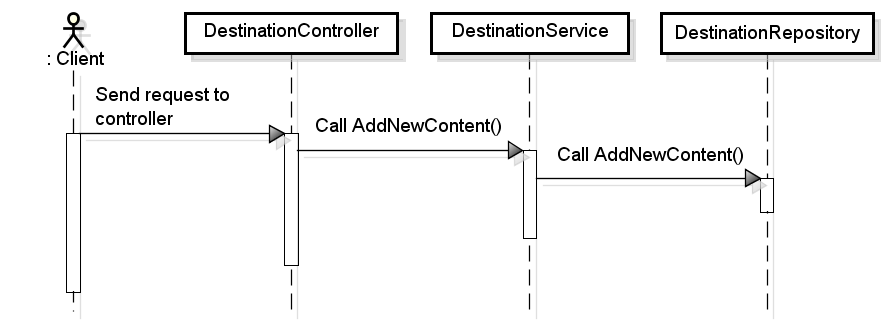 : Client
DestinationController
DestinationService
DestinationRepository
Send request to
controller
Call AddNewContent()
Call AddNewContent()